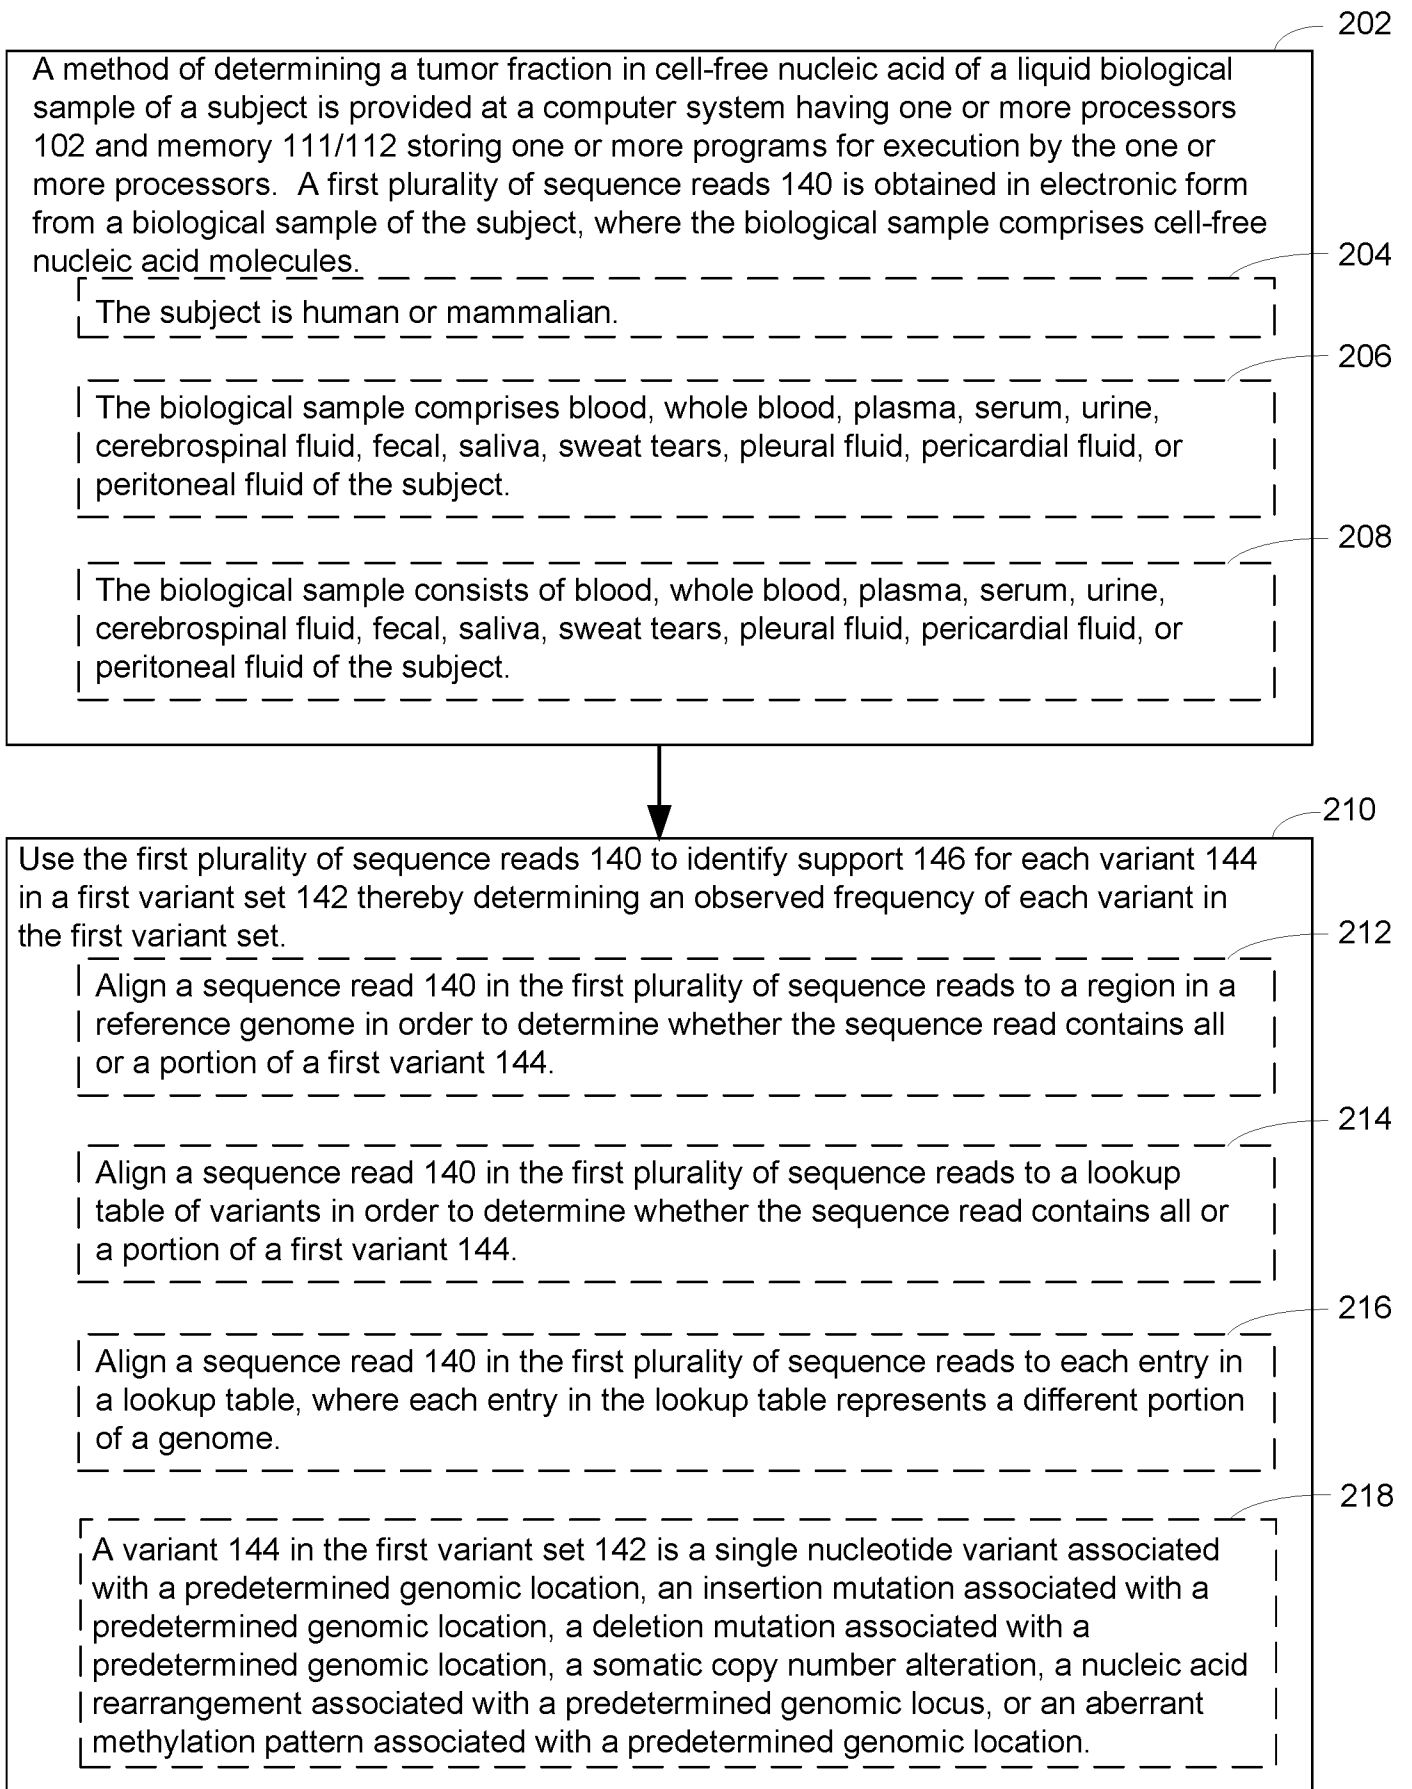 202
A method of determining a tumor fraction in cell-free nucleic acid of a liquid biological
sample of a subject is provided at a computer system having one or more processors
102 and memory 111/112 storing one or more programs for execution by the one or
more processors.  A first plurality of sequence reads 140 is obtained in electronic form
from a biological sample of the subject, where the biological sample comprises cell-free
nucleic acid molecules.
204
The subject is human or mammalian.
206
The biological sample comprises blood, whole blood, plasma, serum, urine,
cerebrospinal fluid, fecal, saliva, sweat tears, pleural fluid, pericardial fluid, or
peritoneal fluid of the subject.
208
The biological sample consists of blood, whole blood, plasma, serum, urine,
cerebrospinal fluid, fecal, saliva, sweat tears, pleural fluid, pericardial fluid, or
peritoneal fluid of the subject.
210
Use the first plurality of sequence reads 140 to identify support 146 for each variant 144
in a first variant set 142 thereby determining an observed frequency of each variant in
the first variant set.
212
Align a sequence read 140 in the first plurality of sequence reads to a region in a
reference genome in order to determine whether the sequence read contains all
or a portion of a first variant 144.
214
Align a sequence read 140 in the first plurality of sequence reads to a lookup
table of variants in order to determine whether the sequence read contains all or
a portion of a first variant 144.
216
Align a sequence read 140 in the first plurality of sequence reads to each entry in
a lookup table, where each entry in the lookup table represents a different portion
of a genome.
218
A variant 144 in the first variant set 142 is a single nucleotide variant associated
with a predetermined genomic location, an insertion mutation associated with a
predetermined genomic location, a deletion mutation associated with a
predetermined genomic location, a somatic copy number alteration, a nucleic acid
rearrangement associated with a predetermined genomic locus, or an aberrant
methylation pattern associated with a predetermined genomic location.